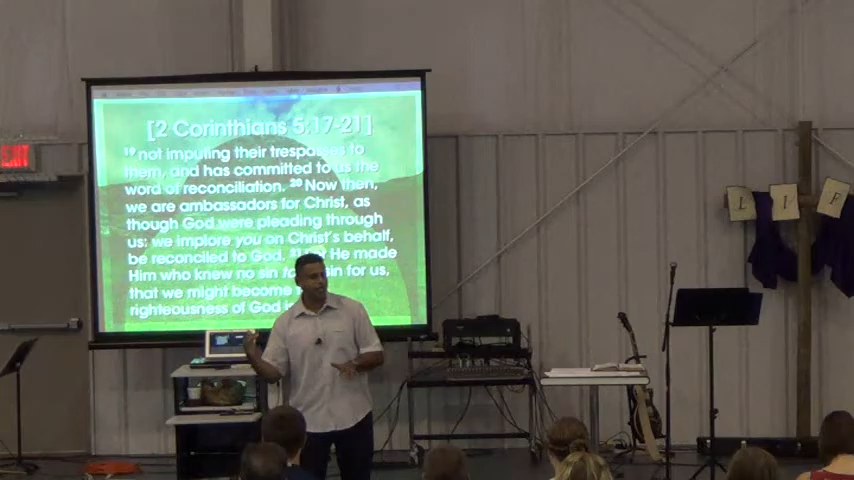 [2 Corinthians 5:17-21]
19 not imputing their trespasses to
them, and has committed to us the
word of reconciliation. 20 Now then,
we are ambassadors for Christ, as
though God were pleading through
us: we implore you on Christ's behalf,
be reconciled to God. 21 He made
Him who knew no sin sin for us,
that we might become
righteousness of God
EXIT
L I F E